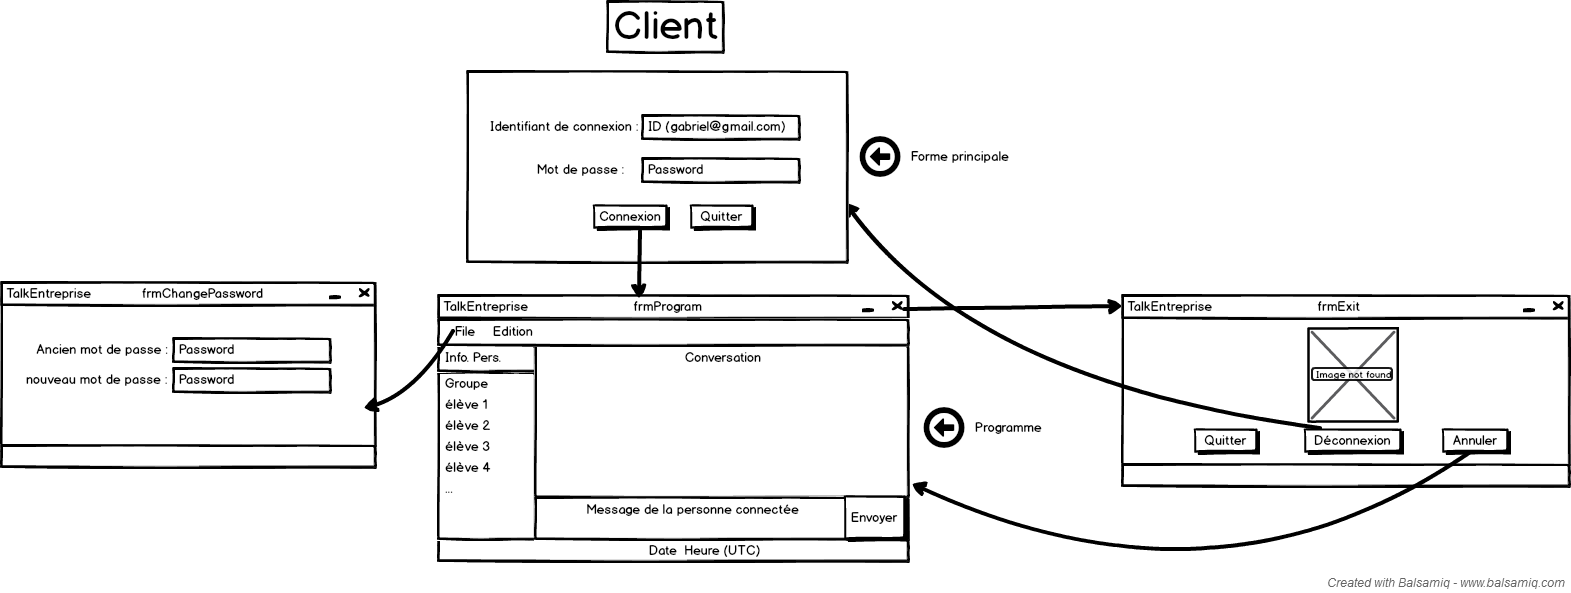 Client
Identifiant de connexion : ID (gabriel@gmail.com)
Mot de passe : Password
Connexion Quitter
Forme principale
TalkEntreprise frmChangePassword
Ancien mot de passe : Password
nouveau mot de passe : Password
TalkEntreprise frmProgram
File Edition
Info. Pers.
Conversation
Groupe
élève 1
élève 2
élève 3
élève 4
...
Message de la personne connectée
Envoyer
Date Heure (UTC)
Programme
TalkEntreprise frmExit
Image not found
Quitter Déconnexion Annuler
Created with Balsamiq - www.balsamiq.com